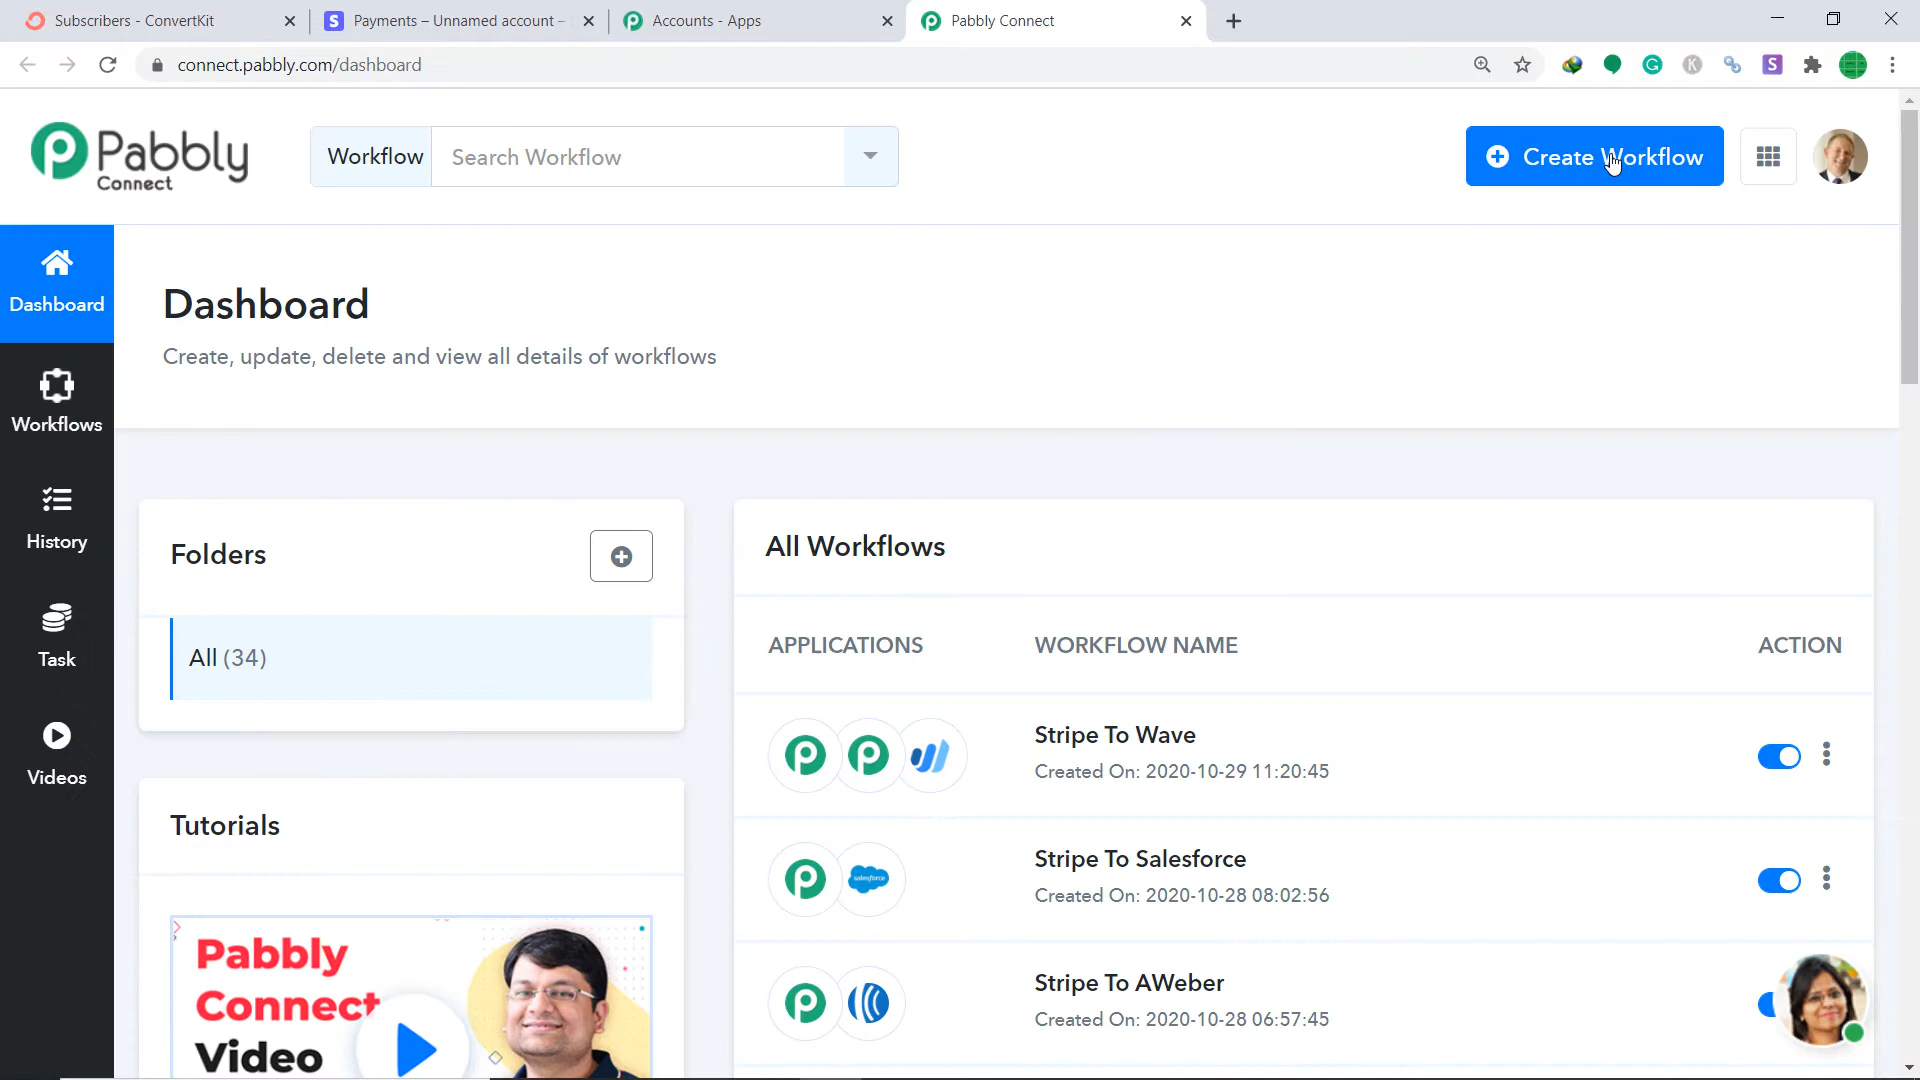 Subscribers - ConvertKit
Payments – Unnamed account –
Accounts - Apps
Pabbly Connect
connect.pabbly.com/dashboard
Pabbly
Connect
Workflow
Search Workflow
Create Workflow
Dashboard
Workflows
History
Task
Videos
Dashboard
Create, update, delete and view all details of workflows
Folders
All (34)
Tutorials
Pabbly
Connect
Video
All Workflows
APPLICATIONS
WORKFLOW NAME
ACTION
Stripe To Wave
Created On: 2020-10-29 11:20:45
salesforce
Stripe To Salesforce
Created On: 2020-10-28 08:02:56
Stripe To AWeber
Created On: 2020-10-28 06:57:45